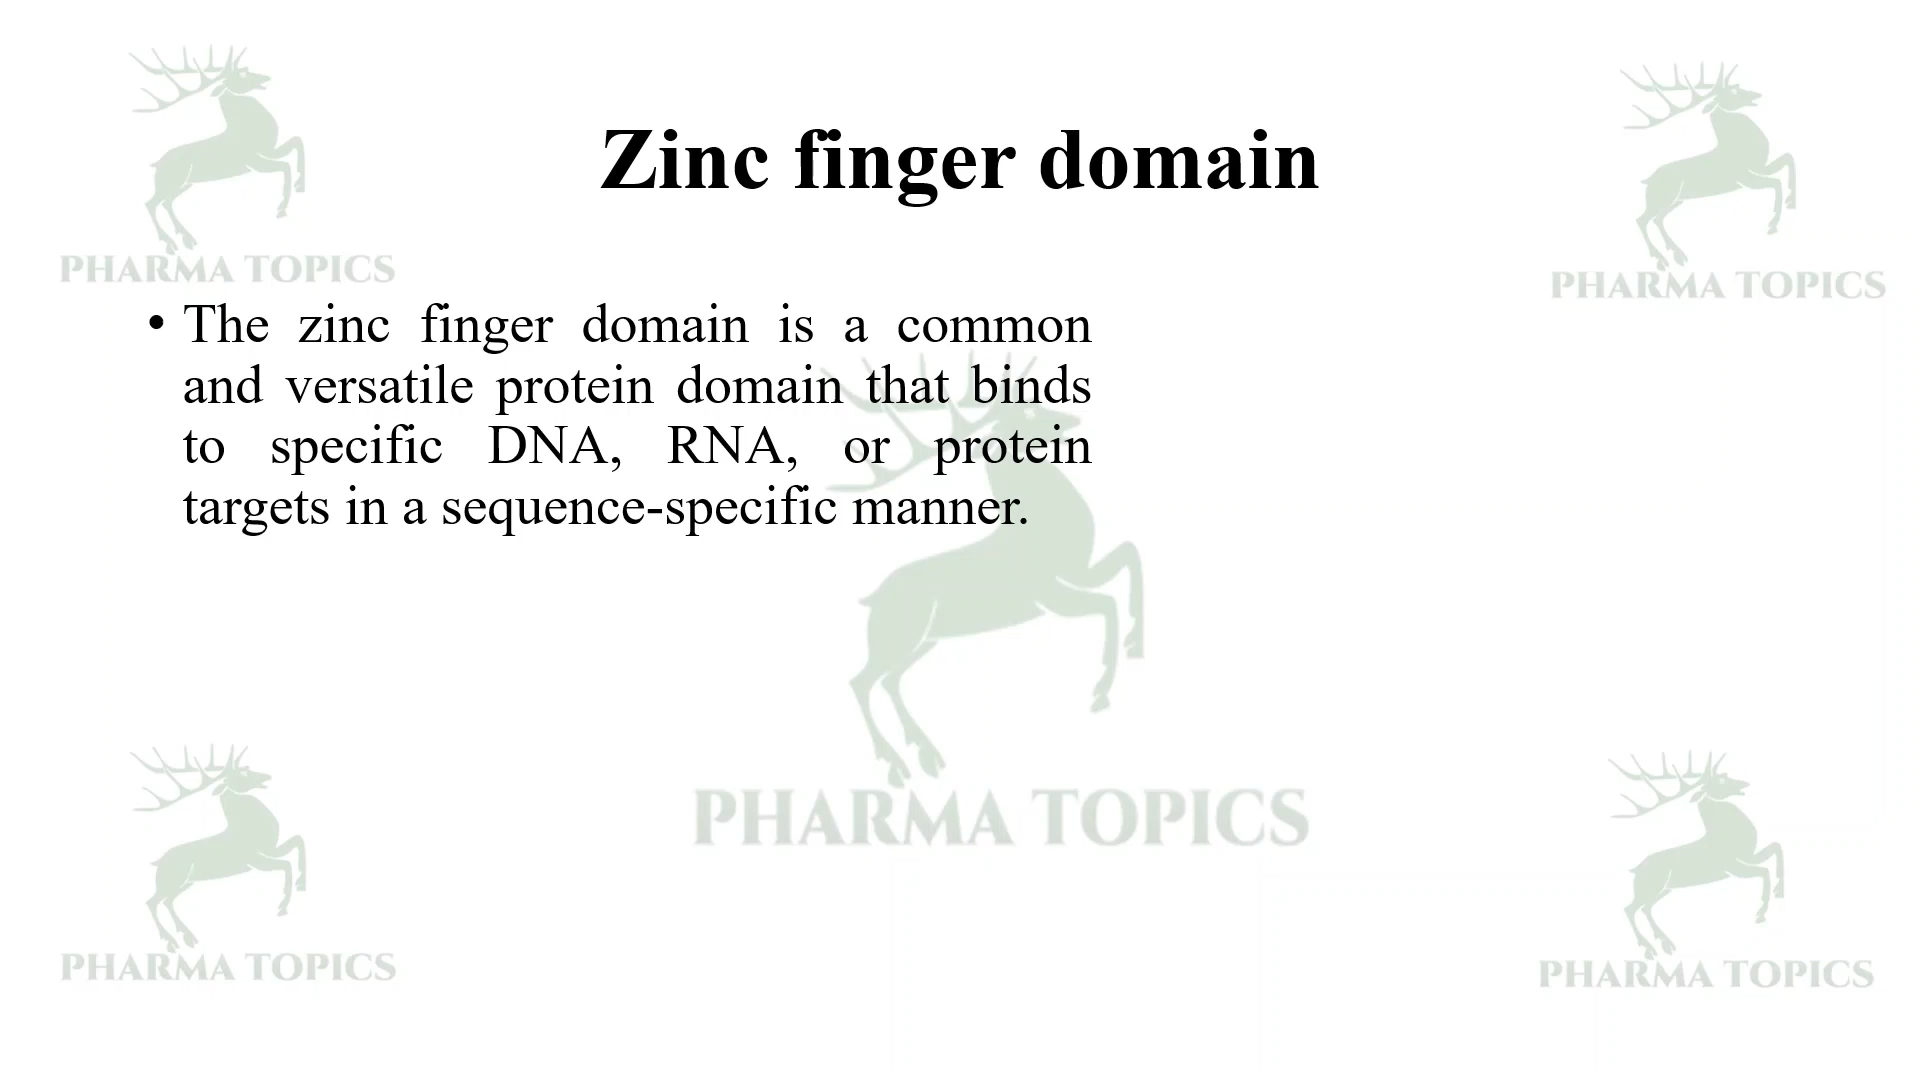 Zinc finger domain
PHARMA TOPICS
PHARMA TOPICS
• The zinc finger domain is a common
and versatile protein domain that binds
to specific DNA, RNA, or protein
targets in a sequence-specific manner.
PHARMA TOPICS
PHARMA TOPICS
PHARMA TOPICS